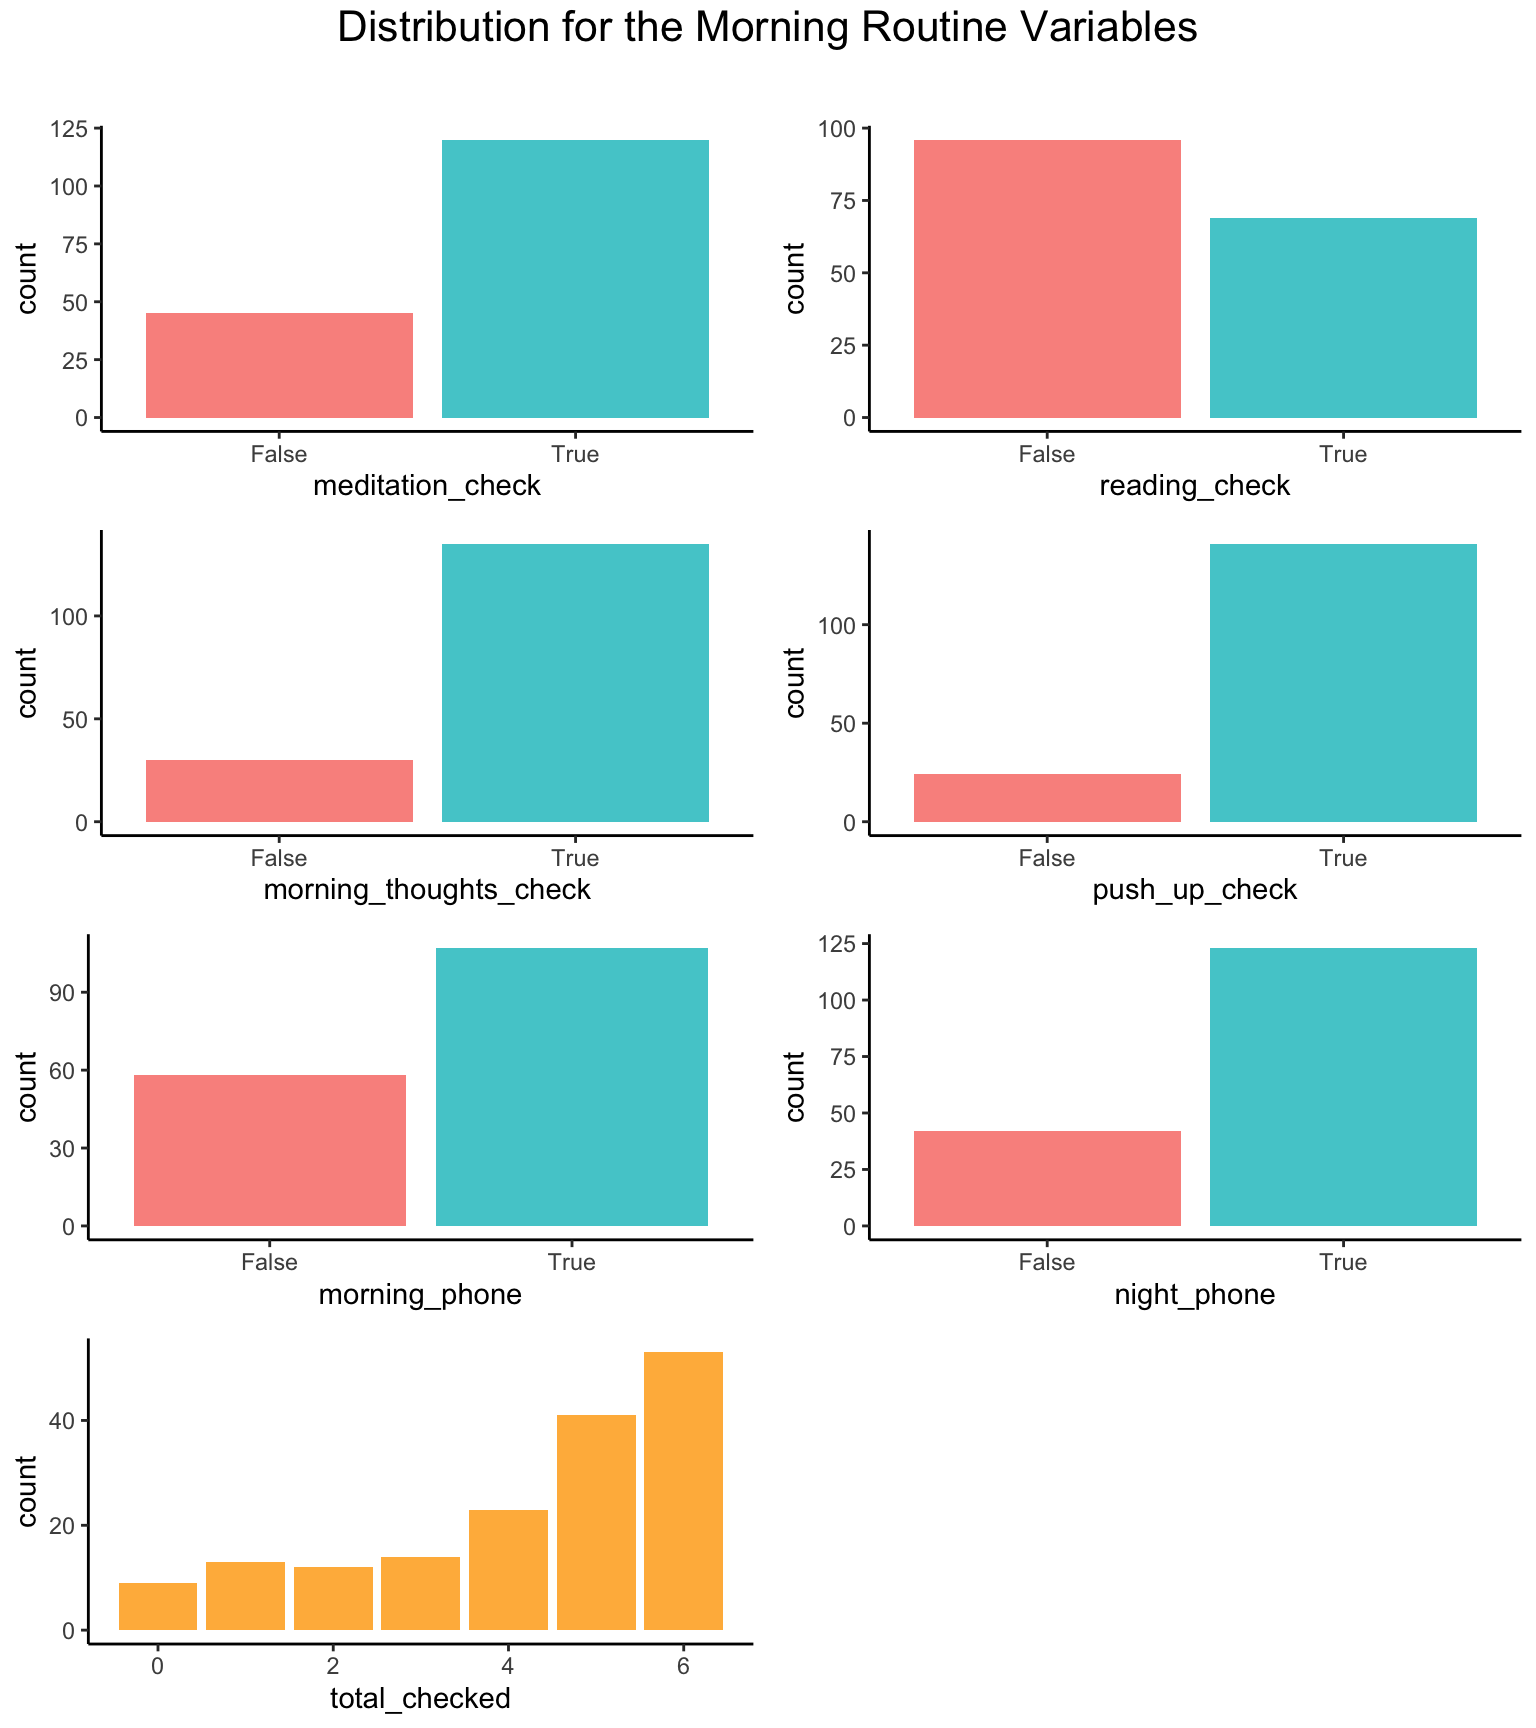 Distribution for the Morning Routine Variables
125
100
75
50
25
0
count
False True
meditation_check
100
75
50
25
0
count
False True
reading_check
100
50
0
count
False True
morning_thoughts_check
100
50
0
count
False True
push_up_check
90
60
30
0
count
False True
morning_phone
125
100
75
50
25
0
count
False True
night_phone
40
20
0
count
0 2 4 6
total_checked